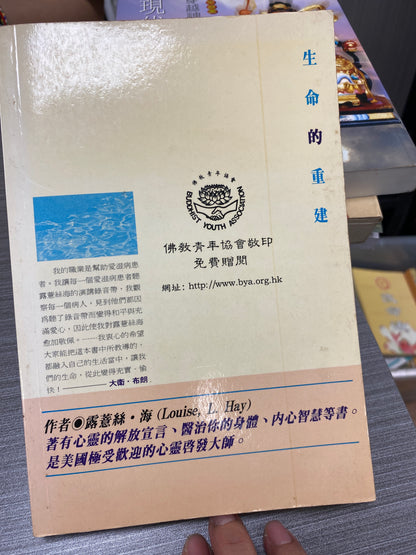 生命的重建
佛教青年協會
BUDDHIST YOUTH ASSOCIATION
佛教青年協會敬印
免費贈閱
網址：http://www.bya.org.hk
我的職業是幫助愛滋病患
者。我讓每一個愛滋病患者聽
露薏絲海的演講錄音帶，我觀
察每一個病人，見到他們都因
為聽了錄音帶而變得和平與充
滿愛心，因此使我對露薏絲海
愈加敬佩。——我衷心的希望
大家能把這本書中所教導的，
都融入自己的生活當中，讓我
們的生命，從此變得充實、愉
快！————大衛・布朗
作者◉露薏絲・海 (Louise, L. Hay)
著有心靈的解放宣言、醫治你的身體、內心智慧等書。
是美國極受歡迎的心靈啓發大師。